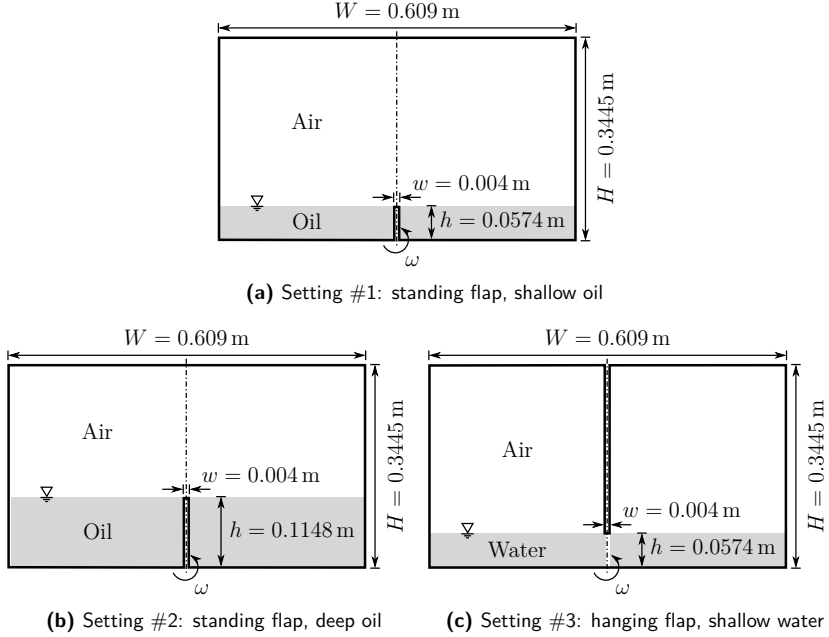 W = 0.609 m
Air
H = 0.3445 m
w = 0.004 m
Oil
h = 0.0574 m
ω
(a) Setting #1: standing flap, shallow oil
W = 0.609 m
Air
H = 0.3445 m
w = 0.004 m
Oil
h = 0.1148 m
ω
(b) Setting #2: standing flap, deep oil
W = 0.609 m
Air
H = 0.3445 m
w = 0.004 m
Water
h = 0.0574 m
ω
(c) Setting #3: hanging flap, shallow water